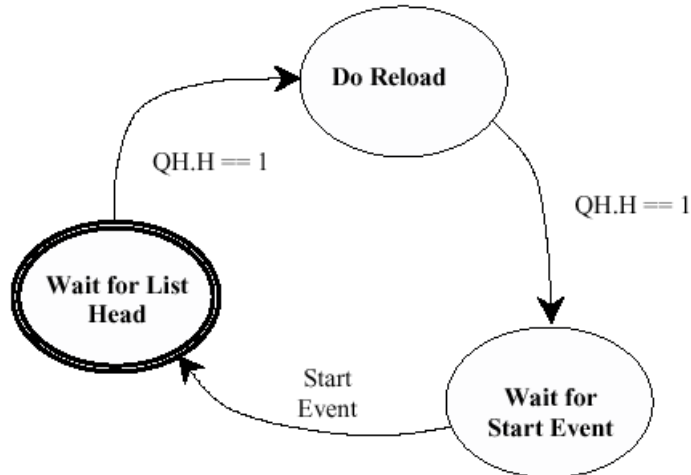 Do Reload
QH.H == 1
QH.H == 1
Wait for List
Head
Start
Event
Wait for
Start Event